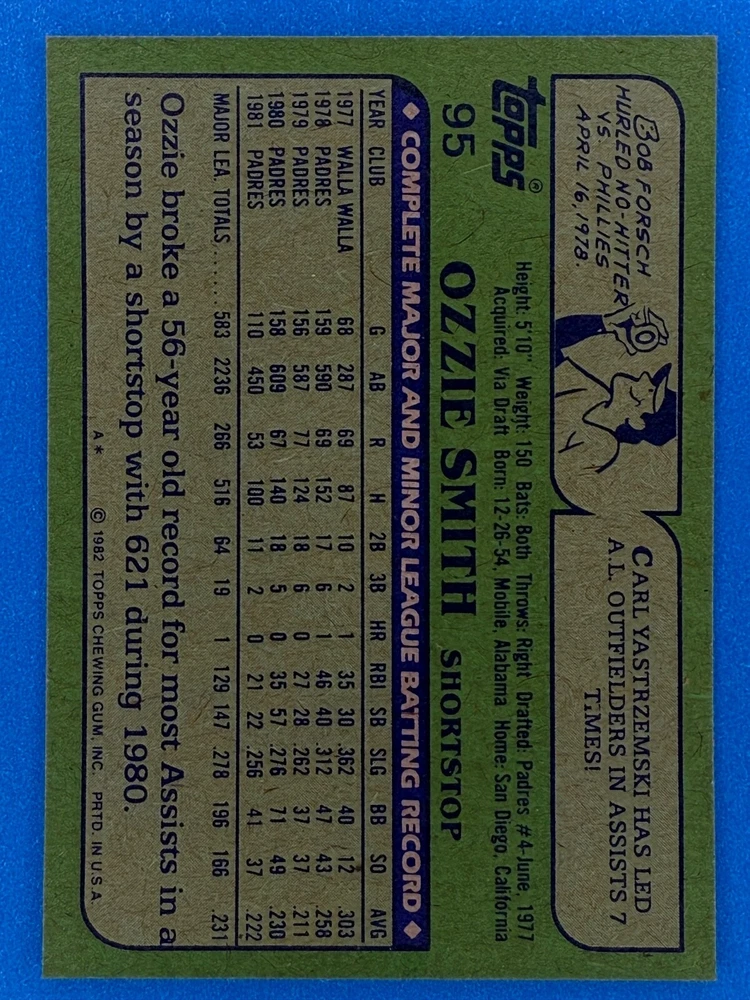 BOB FORSCH
HURLED NO-HITTER
VS. PHILLIES
APRIL 16, 1978.
CARL YASTRZEMSKI HAS LED
A.L. OUTFIELDERS IN ASSISTS 7
TIMES!
topps®
95 OZZIE SMITH SHORTSTOP
Height: 5'10" Weight: 150 Bats: Both Throws: Right Drafted: Padres #4-June, 1977
Acquired: Via Draft Born: 12-26-54, Mobile, Alabama Home: San Diego, California
◆ COMPLETE MAJOR AND MINOR LEAGUE BATTING RECORD ◆
YEAR CLUB G AB R H 2B 3B HR RBI SB SLG BB SO AVG
1977 WALLA WALLA 68 287 69 87 10 2 1 35 30 .362 40 12 .303
1978 PADRES 159 590 69 152 17 6 1 46 40 .312 47 43 .258
1979 PADRES 156 587 77 124 18 6 0 27 28 .262 37 37 .211
1980 PADRES 158 609 67 140 18 5 0 35 57 .276 71 49 .230
1981 PADRES 110 450 53 100 11 2 0 21 22 .256 41 37 .222
MAJOR LEA. TOTALS ...... 583 2236 266 516 64 19 1 129 147 .278 196 166 .231
Ozzie broke a 56-year old record for most Assists in a
season by a shortstop with 621 during 1980.
A* © 1982 TOPPS CHEWING GUM, INC. PRTD. IN U.S.A.